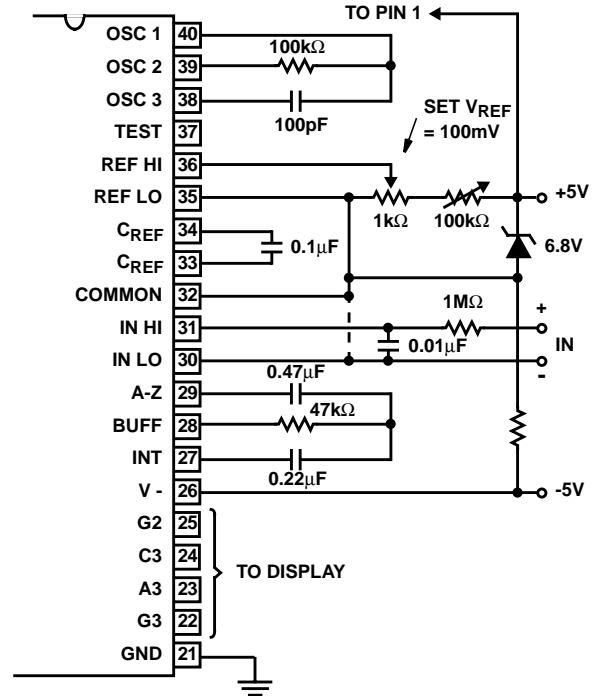 TO PIN 1
OSC 1 40
100kΩ
OSC 2 39
OSC 3 38
100pF
SET VREF
= 100mV
TEST 37
REF HI 36
REF LO 35
+5V
1kΩ
100kΩ
CREF 34
0.1µF
6.8V
CREF 33
COMMON 32
1MΩ
+
IN HI 31
IN
0.01µF
IN LO 30
-
0.47µF
A-Z 29
47kΩ
BUFF 28
INT 27
0.22µF
V - 26
-5V
G2 25
C3 24
TO DISPLAY
A3 23
G3 22
GND 21